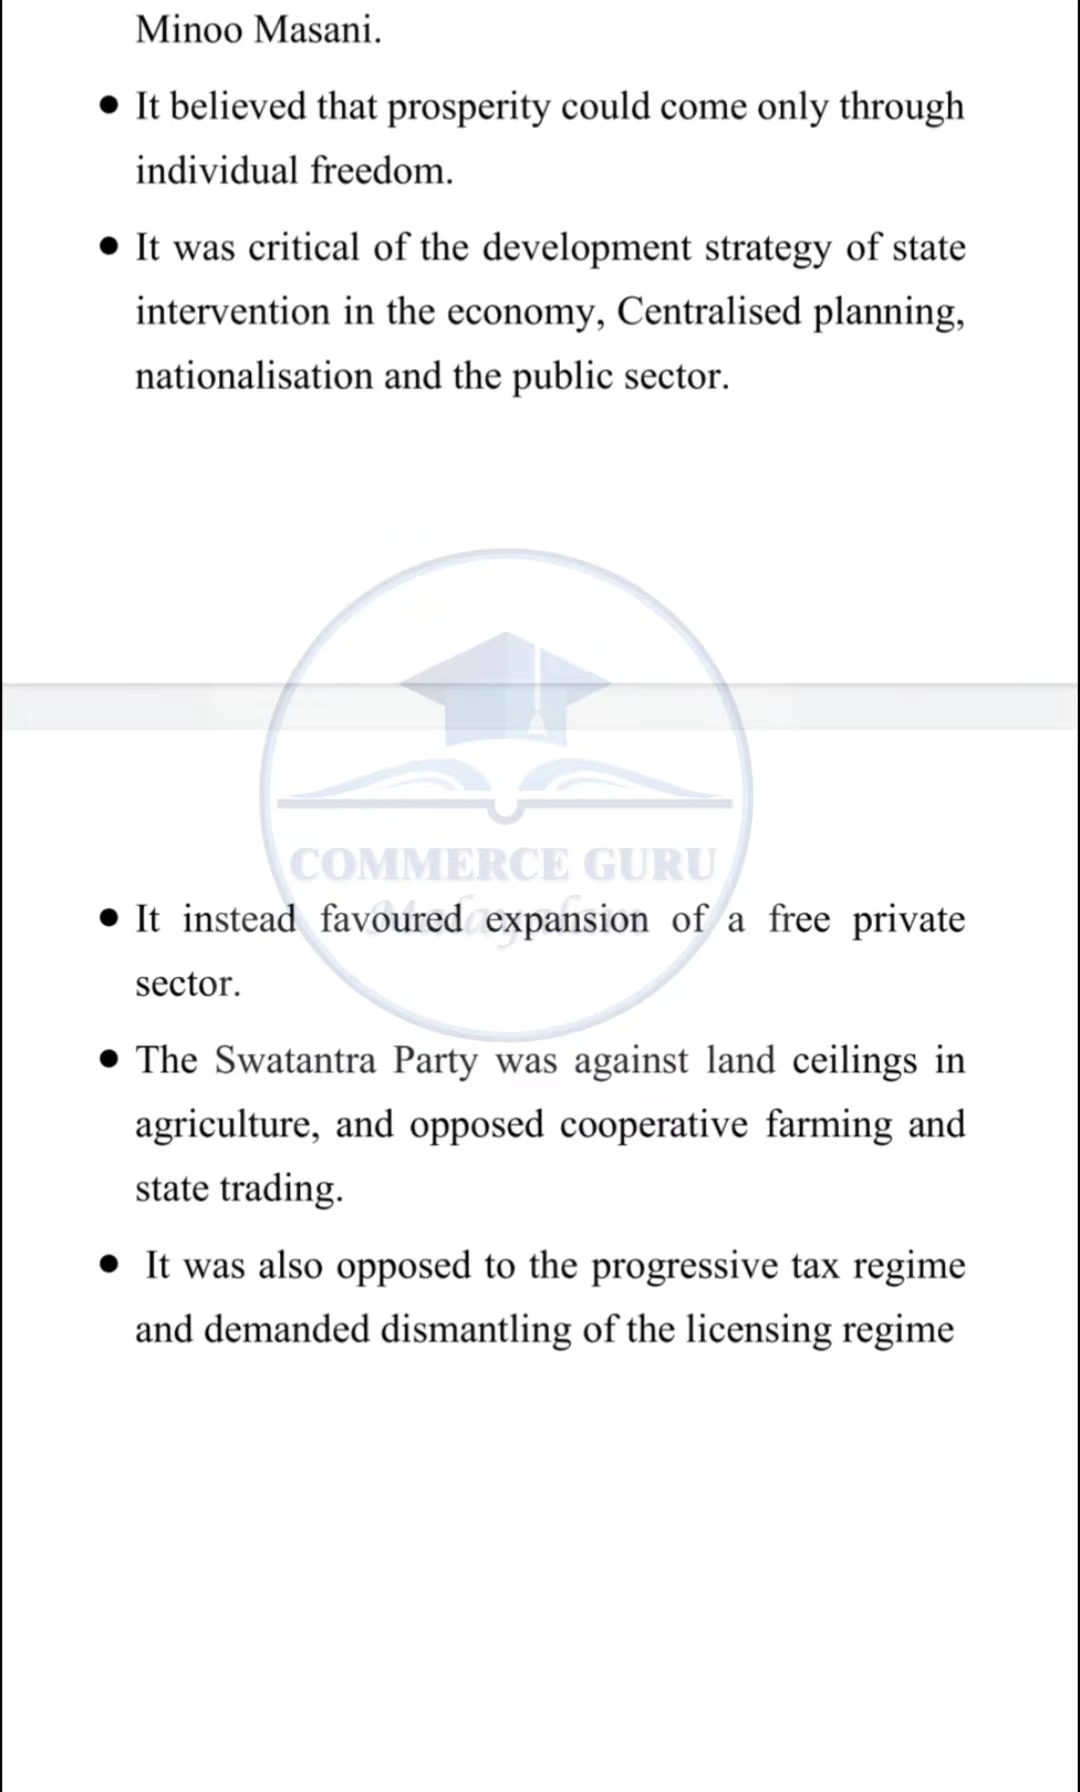 Minoo Masani.
● It believed that prosperity could come only through
individual freedom.
● It was critical of the development strategy of state
intervention in the economy, Centralised planning,
nationalisation and the public sector.
COMMERCE GURU
Malayalam
● It instead favoured expansion of a free private
sector.
● The Swatantra Party was against land ceilings in
agriculture, and opposed cooperative farming and
state trading.
● It was also opposed to the progressive tax regime
and demanded dismantling of the licensing regime